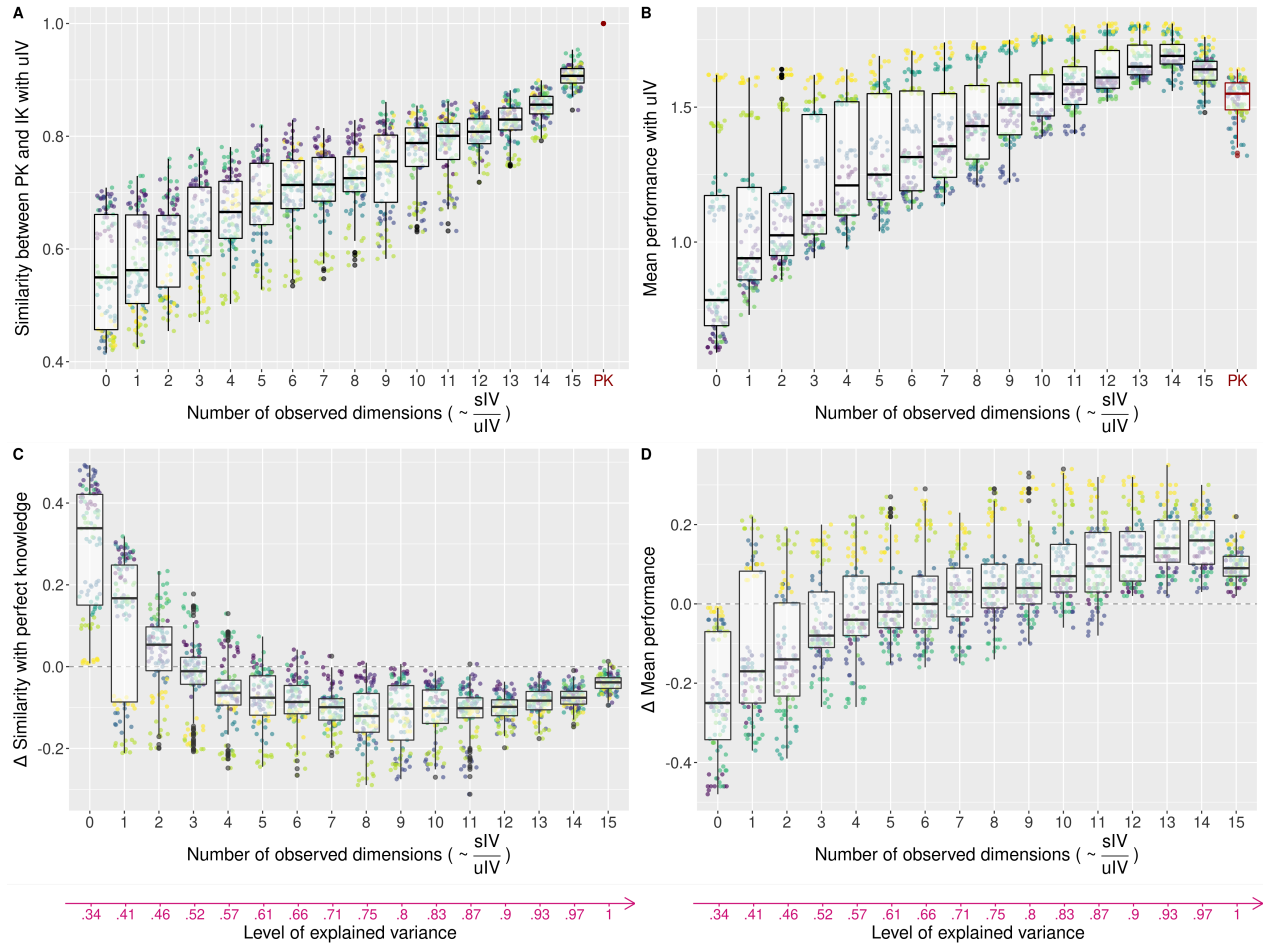 A
Similarity between PK and IK with uIV
1.0
0.8
0.6
0.4
0 1 2 3 4 5 6 7 8 9 10 11 12 13 14 15 PK
Number of observed dimensions ( ~ sIV
uIV )
B
Mean performance with uIV
1.5
1.0
0 1 2 3 4 5 6 7 8 9 10 11 12 13 14 15 PK
Number of observed dimensions ( ~ sIV
uIV )
C
Δ Similarity with perfect knowledge
0.4
0.2
0.0
-0.2
0 1 2 3 4 5 6 7 8 9 10 11 12 13 14 15
Number of observed dimensions ( ~ sIV
uIV )
D
Δ Mean performance
0.2
0.0
-0.2
-0.4
0 1 2 3 4 5 6 7 8 9 10 11 12 13 14 15
Number of observed dimensions ( ~ sIV
uIV )
.34 .41 .46 .52 .57 .61 .66 .71 .75 .8 .83 .87 .9 .93 .97 1
Level of explained variance
.34 .41 .46 .52 .57 .61 .66 .71 .75 .8 .83 .87 .9 .93 .97 1
Level of explained variance